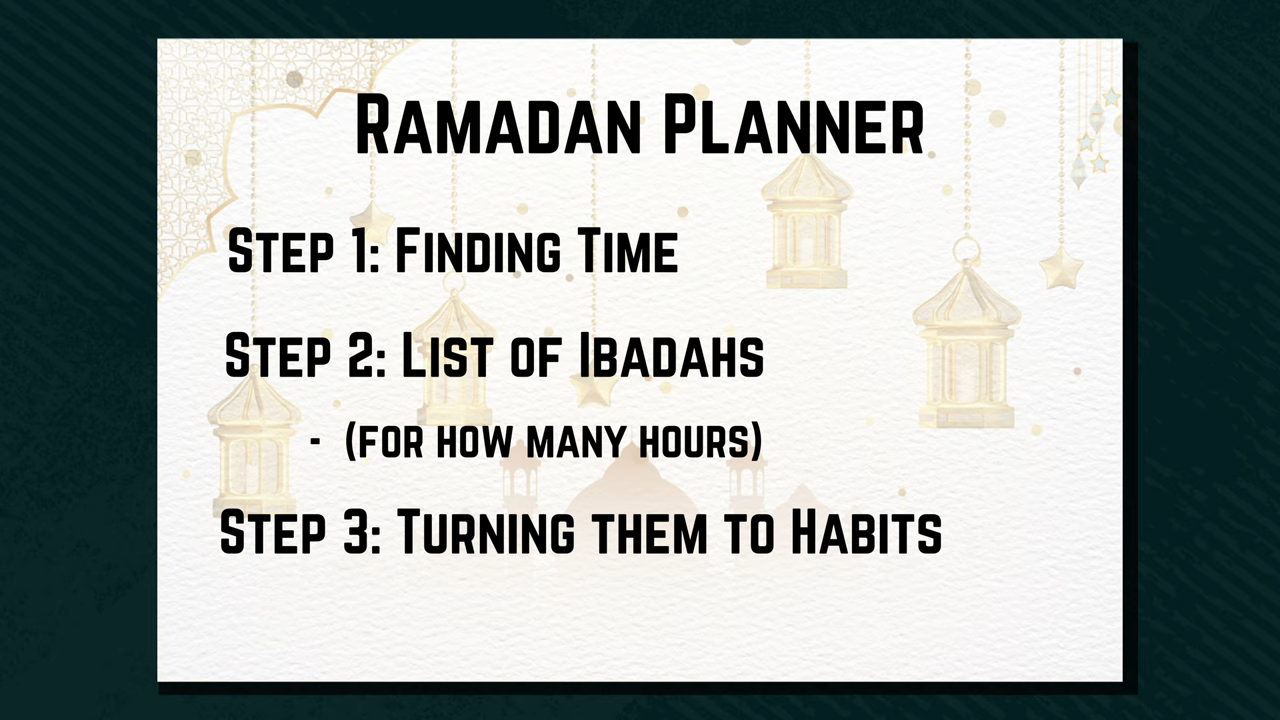 Ramadan Planner
Step 1: Finding Time
Step 2: List of Ibadahs
- (for how many hours)
Step 3: Turning them to Habits